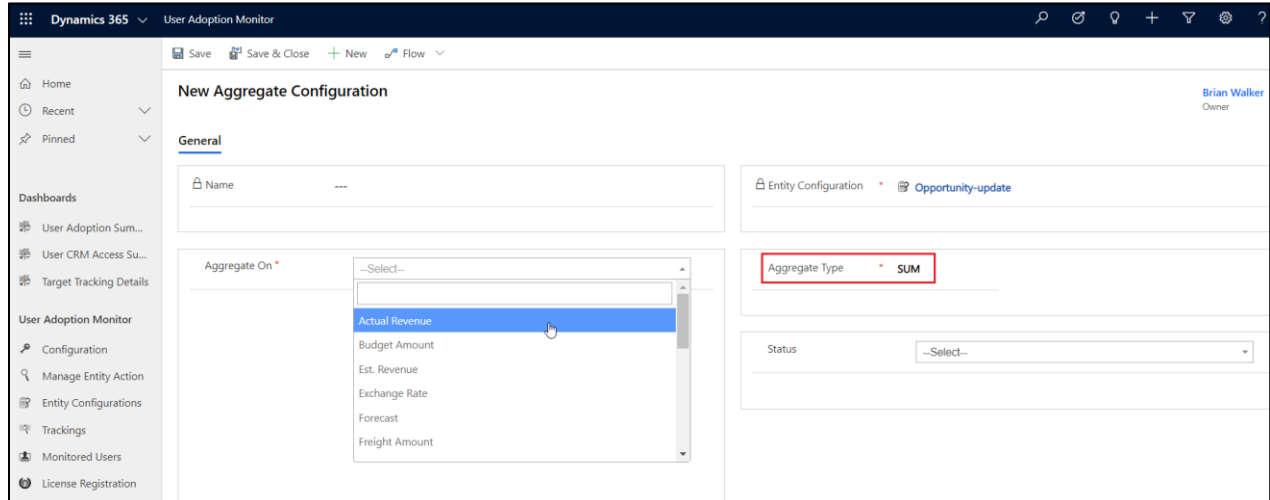 Dynamics 365 User Adoption Monitor ?
Save Save & Close New Flow
Home
Recent
Pinned
Dashboards
User Adoption Sum...
User CRM Access Su...
Target Tracking Details
User Adoption Monitor
Configuration
Manage Entity Action
Entity Configurations
Trackings
Monitored Users
License Registration
New Aggregate Configuration
Brian Walker
Owner
General
Name ---
Entity Configuration * Opportunity-update
Aggregate On * --Select--
Actual Revenue
Budget Amount
Est. Revenue
Exchange Rate
Forecast
Freight Amount
Aggregate Type * SUM
Status --Select--